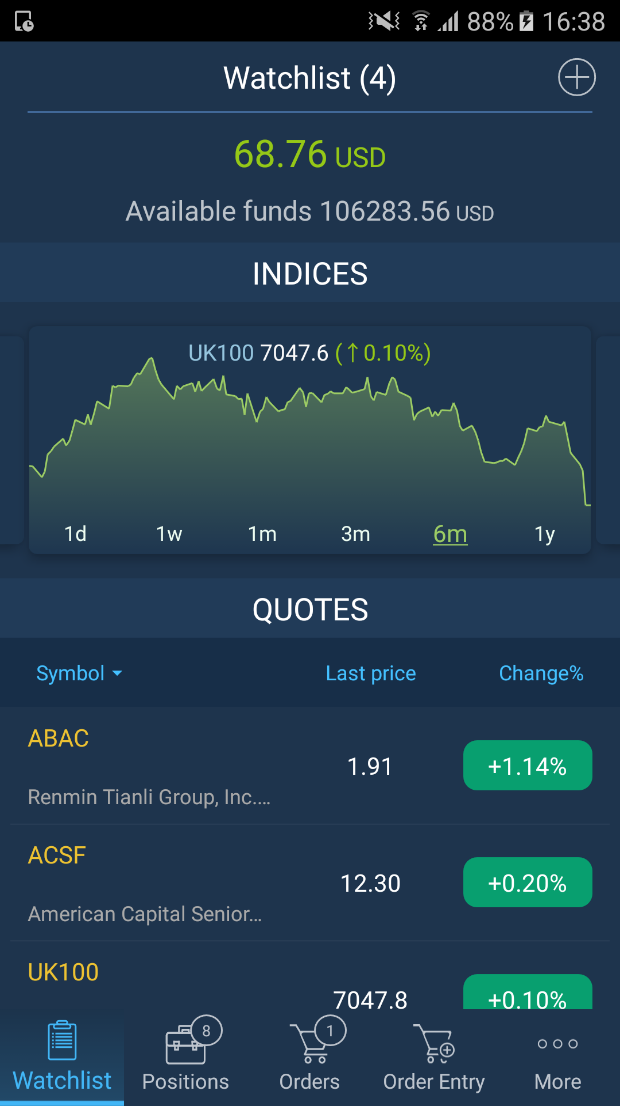 88% 16:38
Watchlist (4)
68.76 USD
Available funds 106283.56 USD
INDICES
UK100 7047.6 (↑0.10%)
1d 1w 1m 3m 6m 1y
QUOTES
Symbol Last price Change%
ABAC
1.91 +1.14%
Renmin Tianli Group, Inc....
ACSF
12.30 +0.20%
American Capital Senior...
UK100
7047.8 +0.10%
8 1
Watchlist Positions Orders Order Entry More